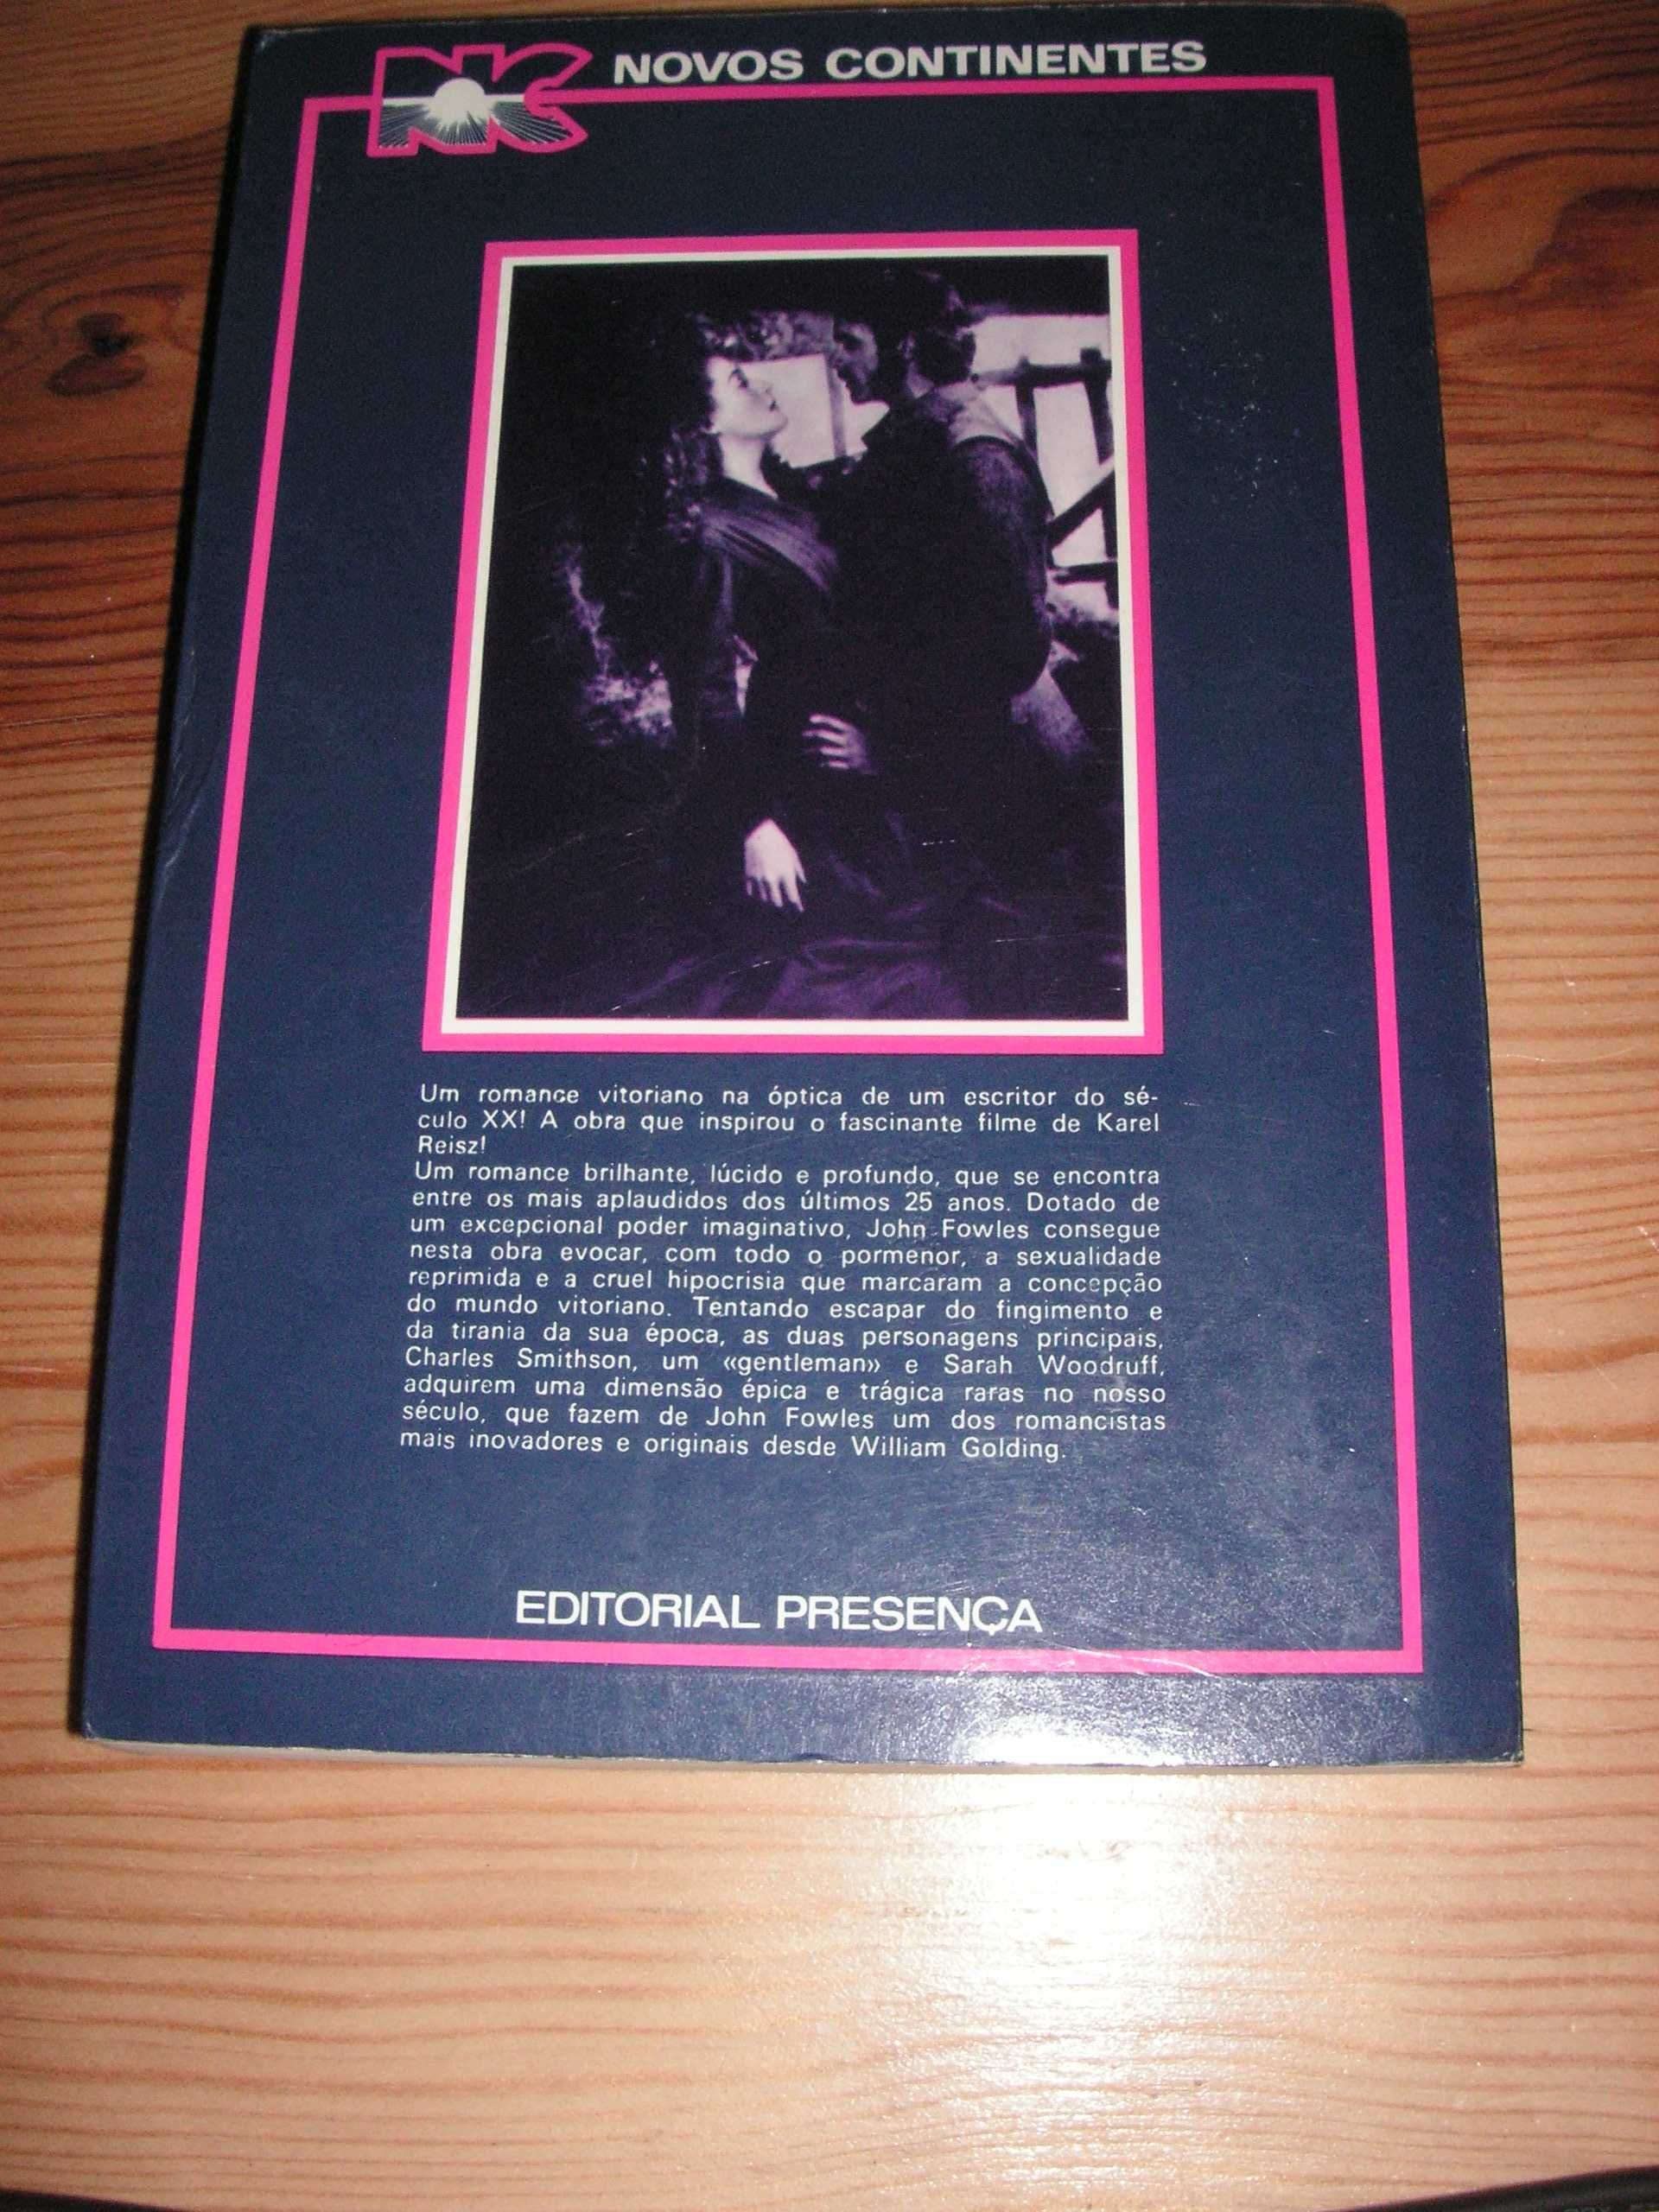 NC NOVOS CONTINENTES
Um romance vitoriano na óptica de um escritor do sé-
culo XX! A obra que inspirou o fascinante filme de Karel
Reisz!
Um romance brilhante, lúcido e profundo, que se encontra
entre os mais aplaudidos dos últimos 25 anos. Dotado de
um excepcional poder imaginativo, John Fowles consegue
nesta obra evocar, com todo o pormenor, a sexualidade
reprimida e a cruel hipocrisia que marcaram a concepção
do mundo vitoriano. Tentando escapar do fingimento e
da tirania da sua época, as duas personagens principais,
Charles Smithson, um «gentleman» e Sarah Woodruff,
adquirem uma dimensão épica e trágica raras no nosso
século, que fazem de John Fowles um dos romancistas
mais inovadores e originais desde William Golding.
EDITORIAL PRESENÇA